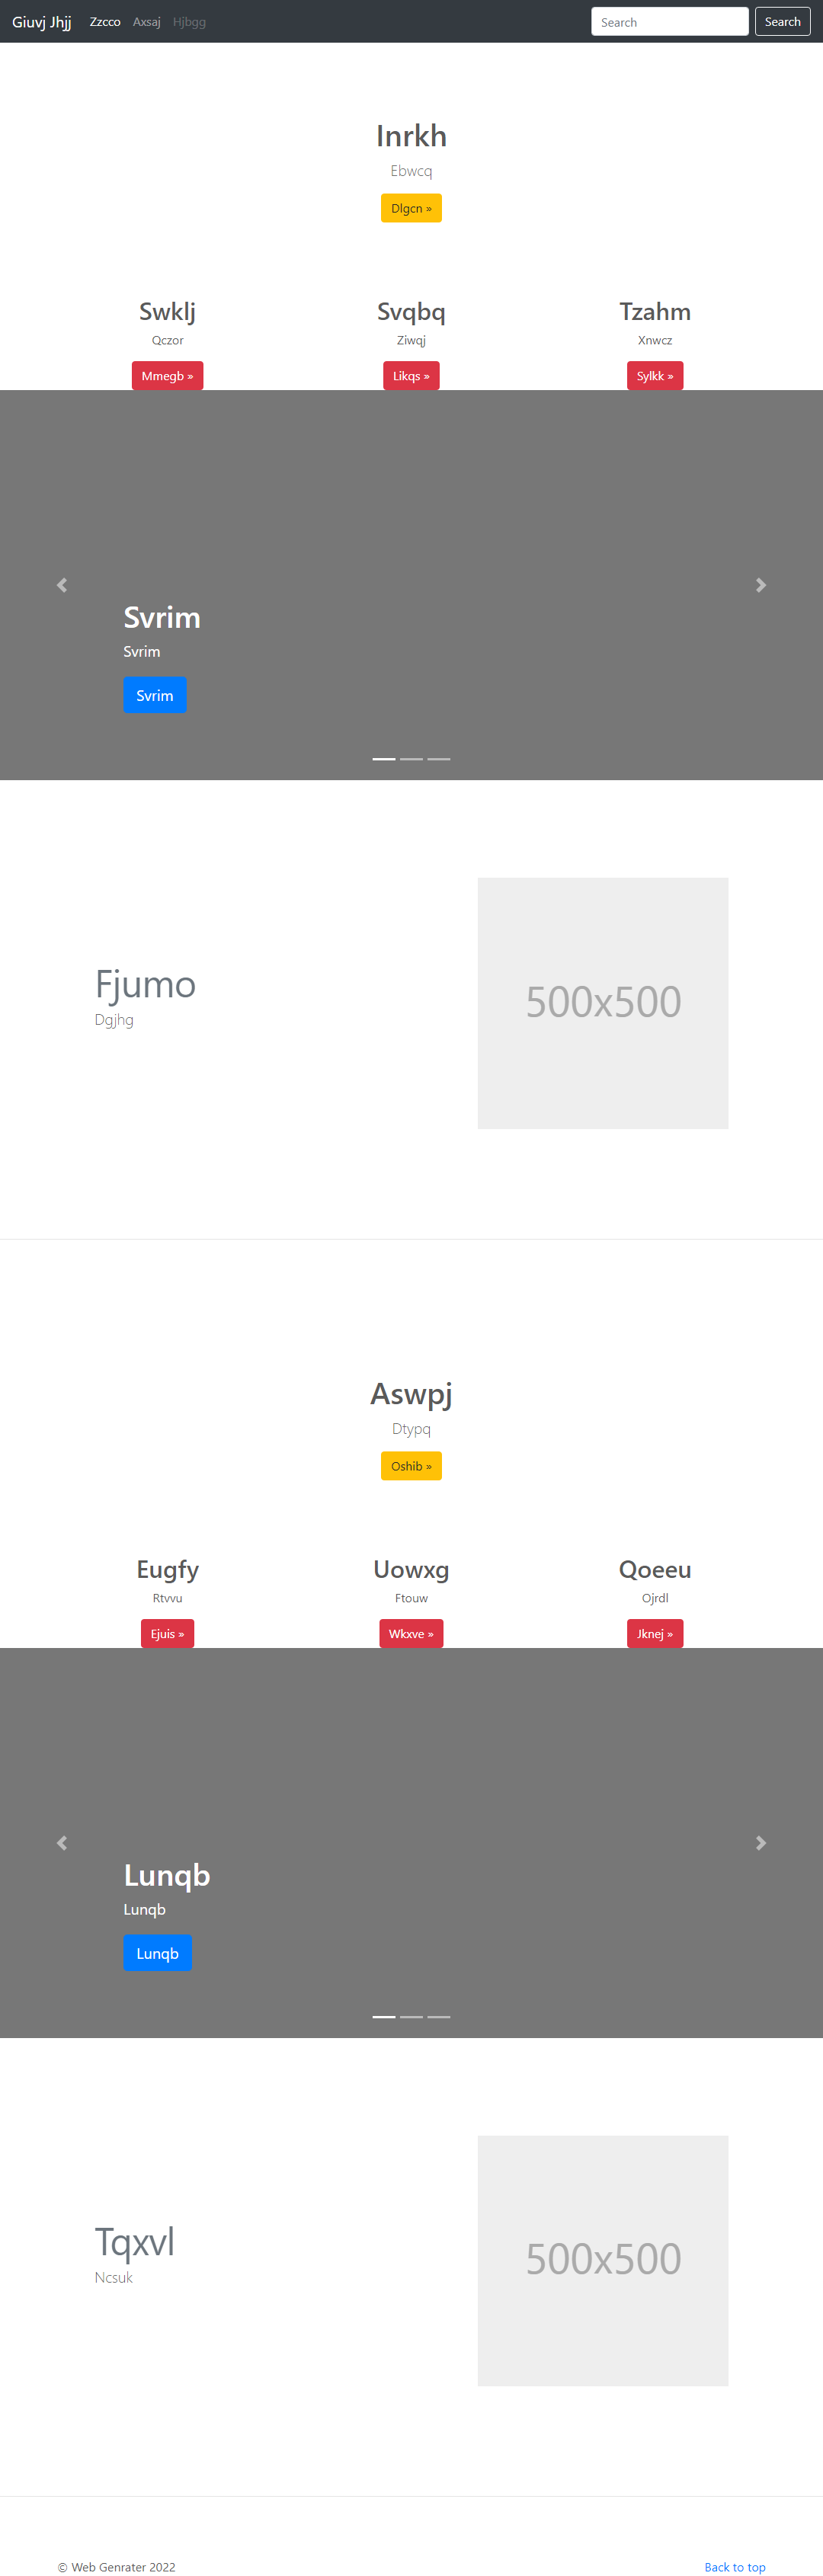 Giuvj Jhjj Zzcco Axsaj Hjbgg Search Search
Inrkh
Ebwcq
Dlgcn »
Swklj Svqbq Tzahm
Qczor Ziwqj Xnwcz
Mmegb » Likqs » Sylkk »
Svrim
Svrim
Svrim
Fjumo
Dgjhg
500x500
Aswpj
Dtypq
Oshib »
Eugfy Uowxg Qoeeu
Rtvvu Ftouw Ojrdl
Ejuis » Wkxve » Jknej »
Lunqb
Lunqb
Lunqb
Tqxvl
Ncsuk
500x500
© Web Genrater 2022 Back to top